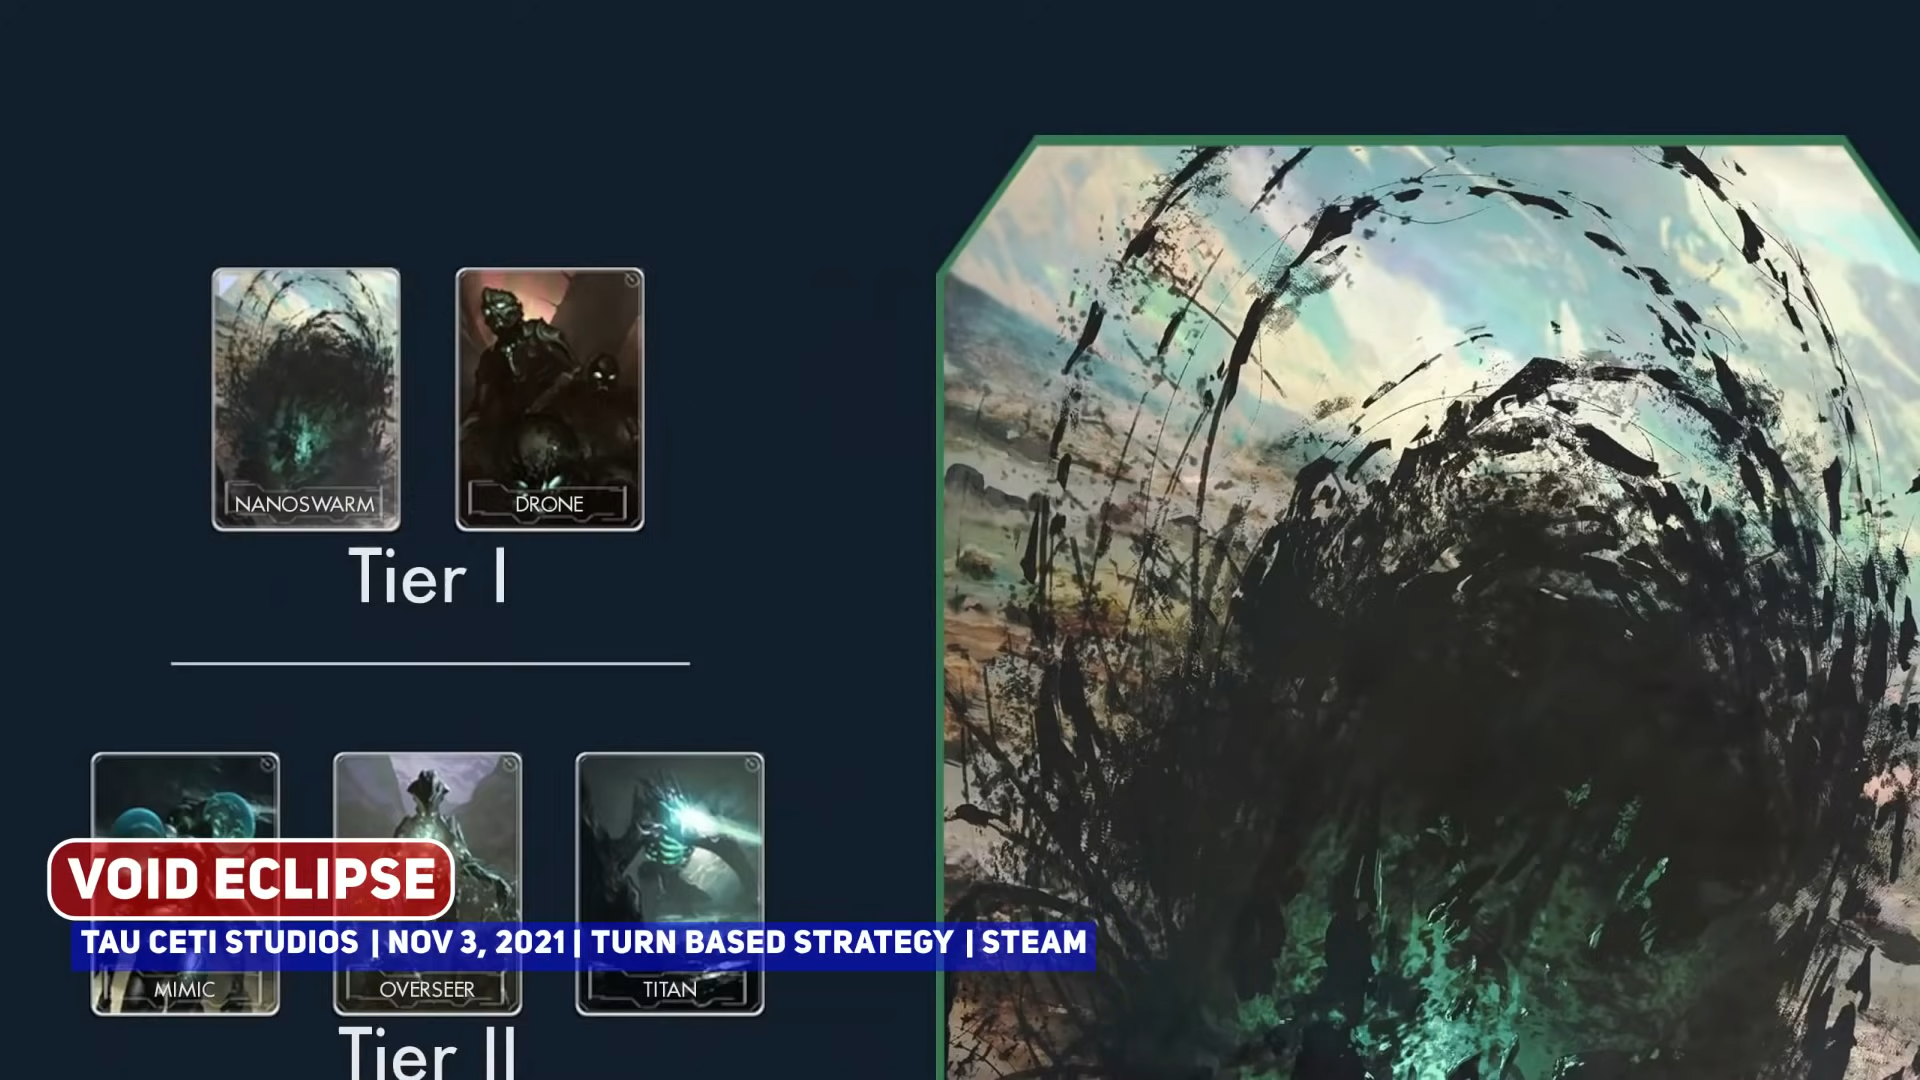 NANOSWARM
DRONE
Tier I
VOID ECLIPSE
TAU CETI STUDIOS | NOV 3, 2021 | TURN BASED STRATEGY | STEAM
MIMIC
OVERSEER
TITAN
Tier II